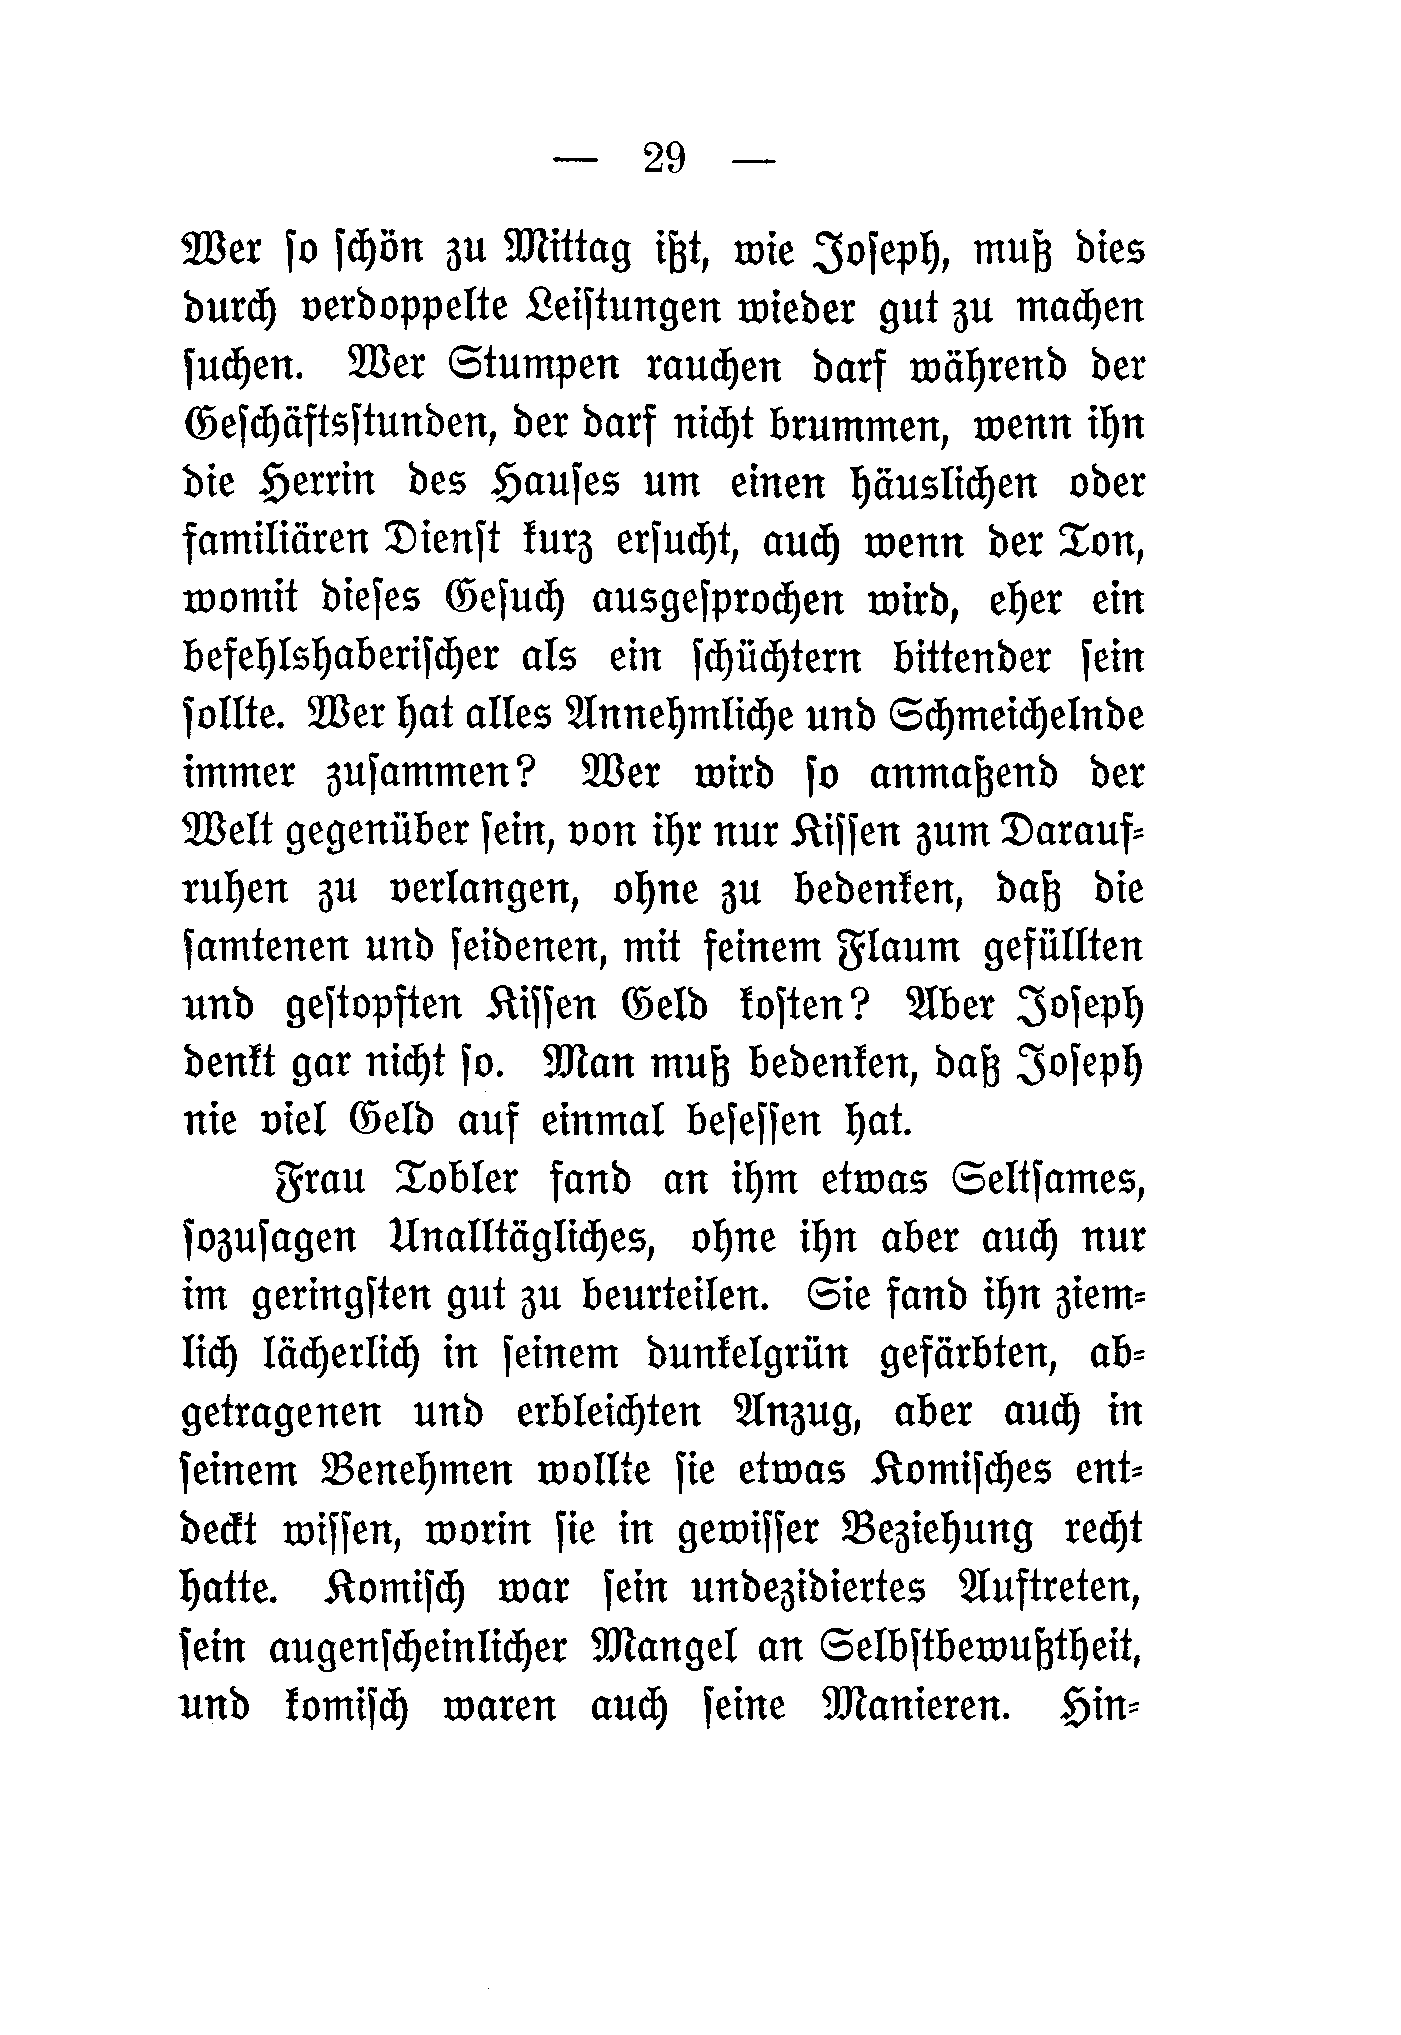 — 29 —
Wer ſo ſchön zu Mittag ißt, wie Joſeph, muß dies
durch verdoppelte Leiſtungen wieder gut zu machen
ſuchen. Wer Stumpen rauchen darf während der
Geſchäftsſtunden, der darf nicht brummen, wenn ihn
die Herrin des Hauſes um einen häuslichen oder
familiären Dienſt kurz erſucht, auch wenn der Ton,
womit dieſes Geſuch ausgeſprochen wird, eher ein
befehlshaberiſcher als ein ſchüchtern bittender ſein
ſollte. Wer hat alles Annehmliche und Schmeichelnde
immer zuſammen? Wer wird ſo anmaßend der
Welt gegenüber ſein, von ihr nur Kiſſen zum Darauf⸗
ruhen zu verlangen, ohne zu bedenken, daß die
ſamtenen und ſeidenen, mit feinem Flaum gefüllten
und geſtopften Kiſſen Geld koſten? Aber Joſeph
denkt gar nicht ſo. Man muß bedenken, daß Joſeph
nie viel Geld auf einmal beſeſſen hat.
Frau Tobler fand an ihm etwas Seltſames,
ſozuſagen Unalltägliches, ohne ihn aber auch nur
im geringſten gut zu beurteilen. Sie fand ihn ziem⸗
lich lächerlich in ſeinem dunkelgrün gefärbten, ab⸗
getragenen und erbleichten Anzug, aber auch in
ſeinem Benehmen wollte ſie etwas Komiſches ent⸗
deckt wiſſen, worin ſie in gewiſſer Beziehung recht
hatte. Komiſch war ſein undezidiertes Auftreten,
ſein augenſcheinlicher Mangel an Selbſtbewußtheit,
und komiſch waren auch ſeine Manieren. Hin⸗